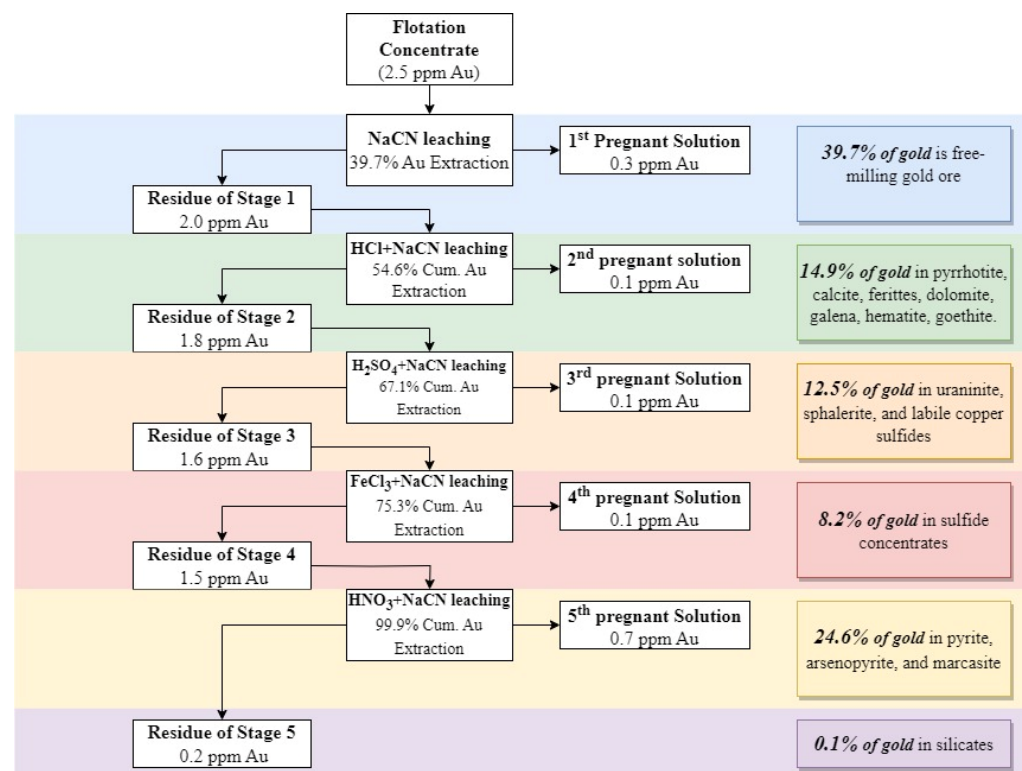 Flotation
Concentrate
(2.5 ppm Au)
NaCN leaching
39.7% Au Extraction
1st Pregnant Solution
0.3 ppm Au
39.7% of gold is free-
milling gold ore
Residue of Stage 1
2.0 ppm Au
HCl+NaCN leaching
54.6% Cum. Au
Extraction
2nd pregnant solution
0.1 ppm Au
14.9% of gold in pyrrhotite,
calcite, ferittes, dolomite,
galena, hematite, goethite.
Residue of Stage 2
1.8 ppm Au
H2SO4+NaCN leaching
67.1% Cum. Au
Extraction
3rd pregnant Solution
0.1 ppm Au
12.5% of gold in uraninite,
sphalerite, and labile copper
sulfides
Residue of Stage 3
1.6 ppm Au
FeCl3+NaCN leaching
75.3% Cum. Au
Extraction
4th pregnant Solution
0.1 ppm Au
8.2% of gold in sulfide
concentrates
Residue of Stage 4
1.5 ppm Au
HNO3+NaCN leaching
99.9% Cum. Au
Extraction
5th pregnant Solution
0.7 ppm Au
24.6% of gold in pyrite,
arsenopyrite, and marcasite
Residue of Stage 5
0.2 ppm Au
0.1% of gold in silicates